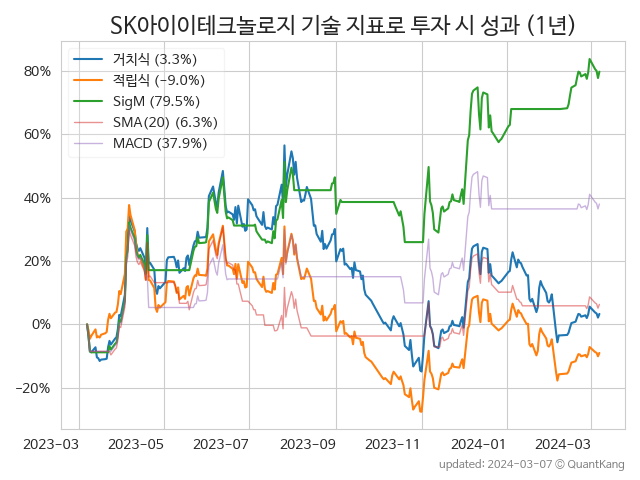 SK아이이테크놀로지 기술 지표로 투자 시 성과 (1년)
거치식 (3.3%)
적립식 (−9.0%)
SigM (79.5%)
SMA(20) (6.3%)
MACD (37.9%)
80%
60%
40%
20%
0%
−20%
2023-03 2023-05 2023-07 2023-09 2023-11 2024-01 2024-03
updated: 2024-03-07 © QuantKang